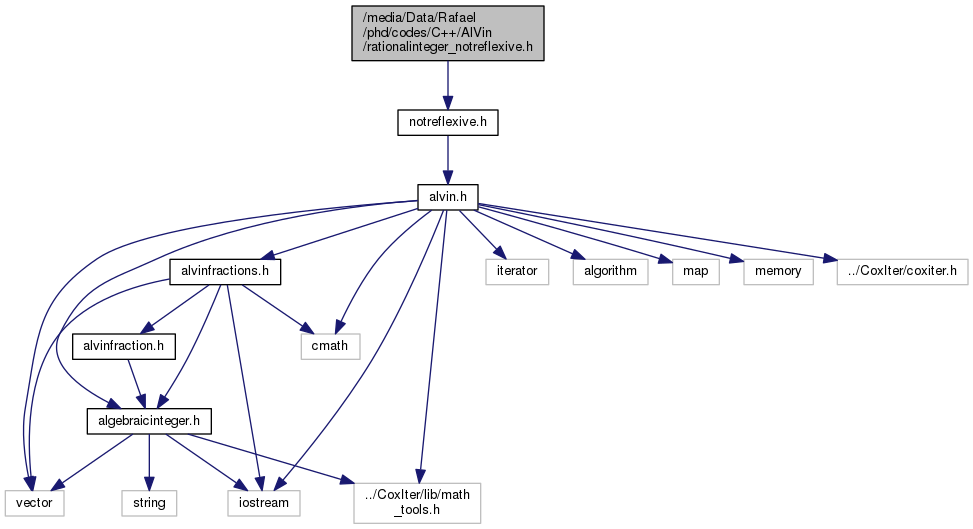 /media/Data/Rafael
/phd/codes/C++/AlVin
/rationalinteger_notreflexive.h
notreflexive.h
alvin.h
alvinfractions.h
iterator
algorithm
map
memory
../CoxIter/coxiter.h
alvinfraction.h
cmath
algebraicinteger.h
vector
string
iostream
../CoxIter/lib/math
_tools.h